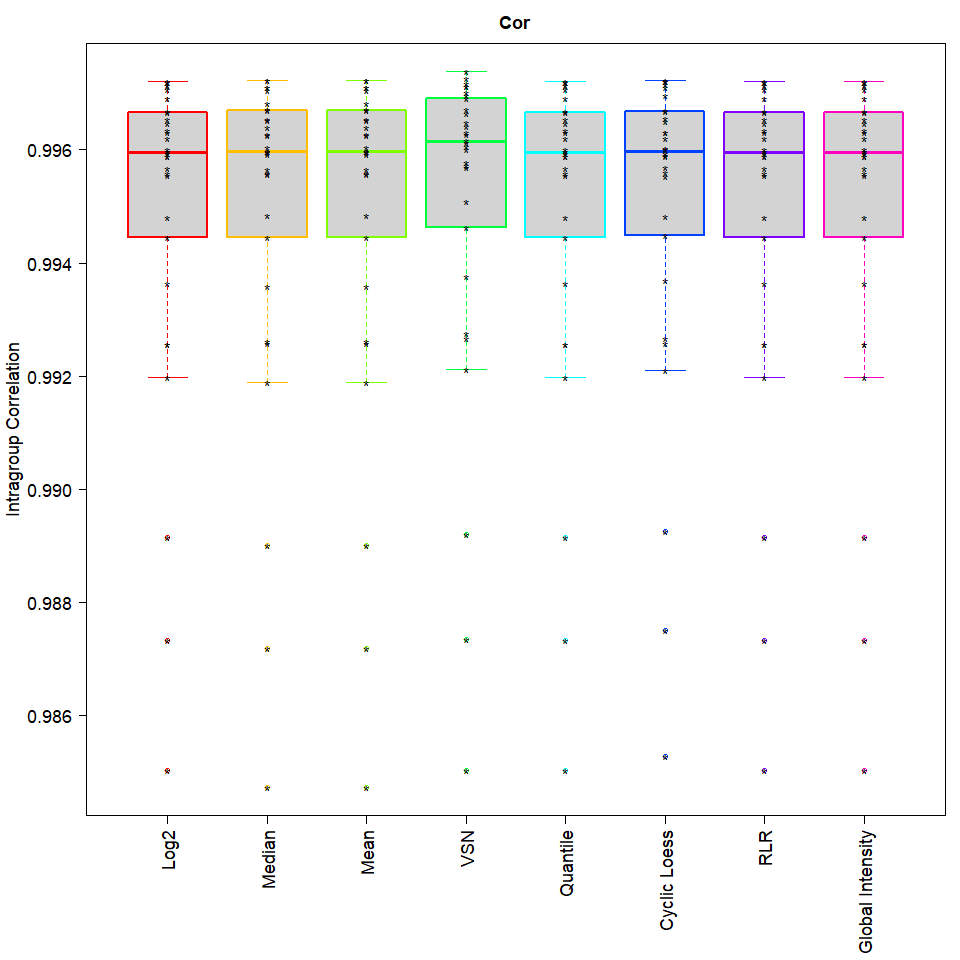 Cor
Intragroup Correlation
0.996
0.994
0.992
0.990
0.988
0.986
Log2
Median
Mean
VSN
Quantile
Cyclic Loess
RLR
Global Intensity